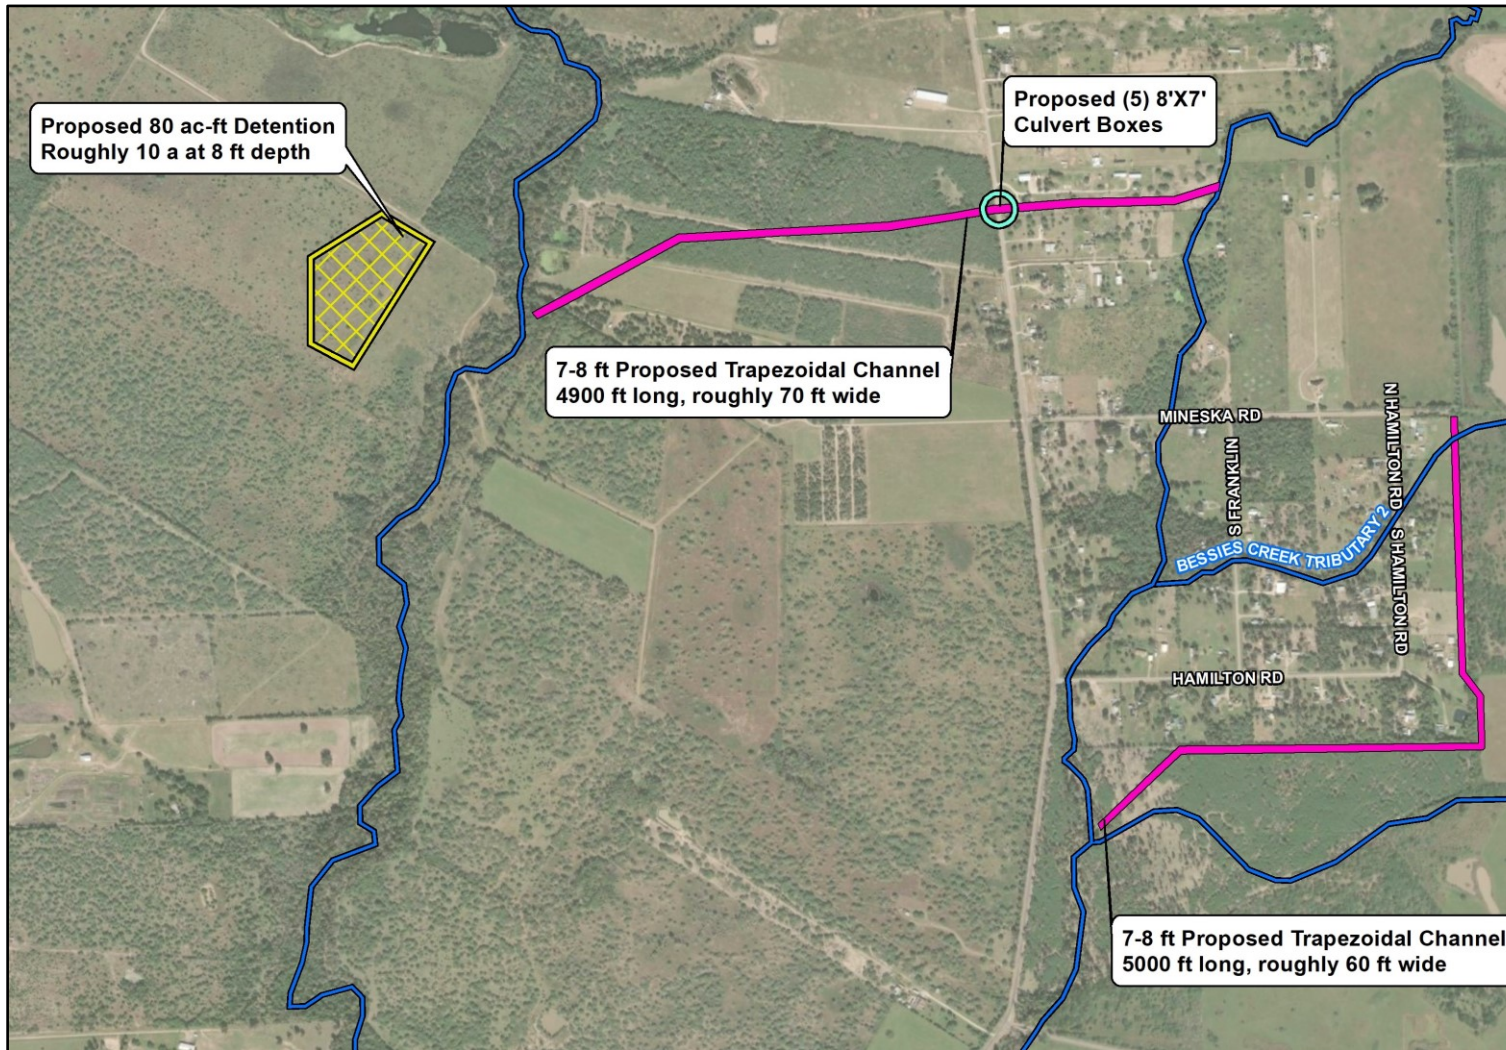 Proposed 80 ac-ft Detention
Roughly 10 a at 8 ft depth
Proposed (5) 8'X7'
Culvert Boxes
7-8 ft Proposed Trapezoidal Channel
4900 ft long, roughly 70 ft wide
MINESKA RD
N HAMILTON RD
S FRANKLIN
BESSIES CREEK TRIBUTARY 2
S HAMILTON RD
HAMILTON RD
7-8 ft Proposed Trapezoidal Channel
5000 ft long, roughly 60 ft wide